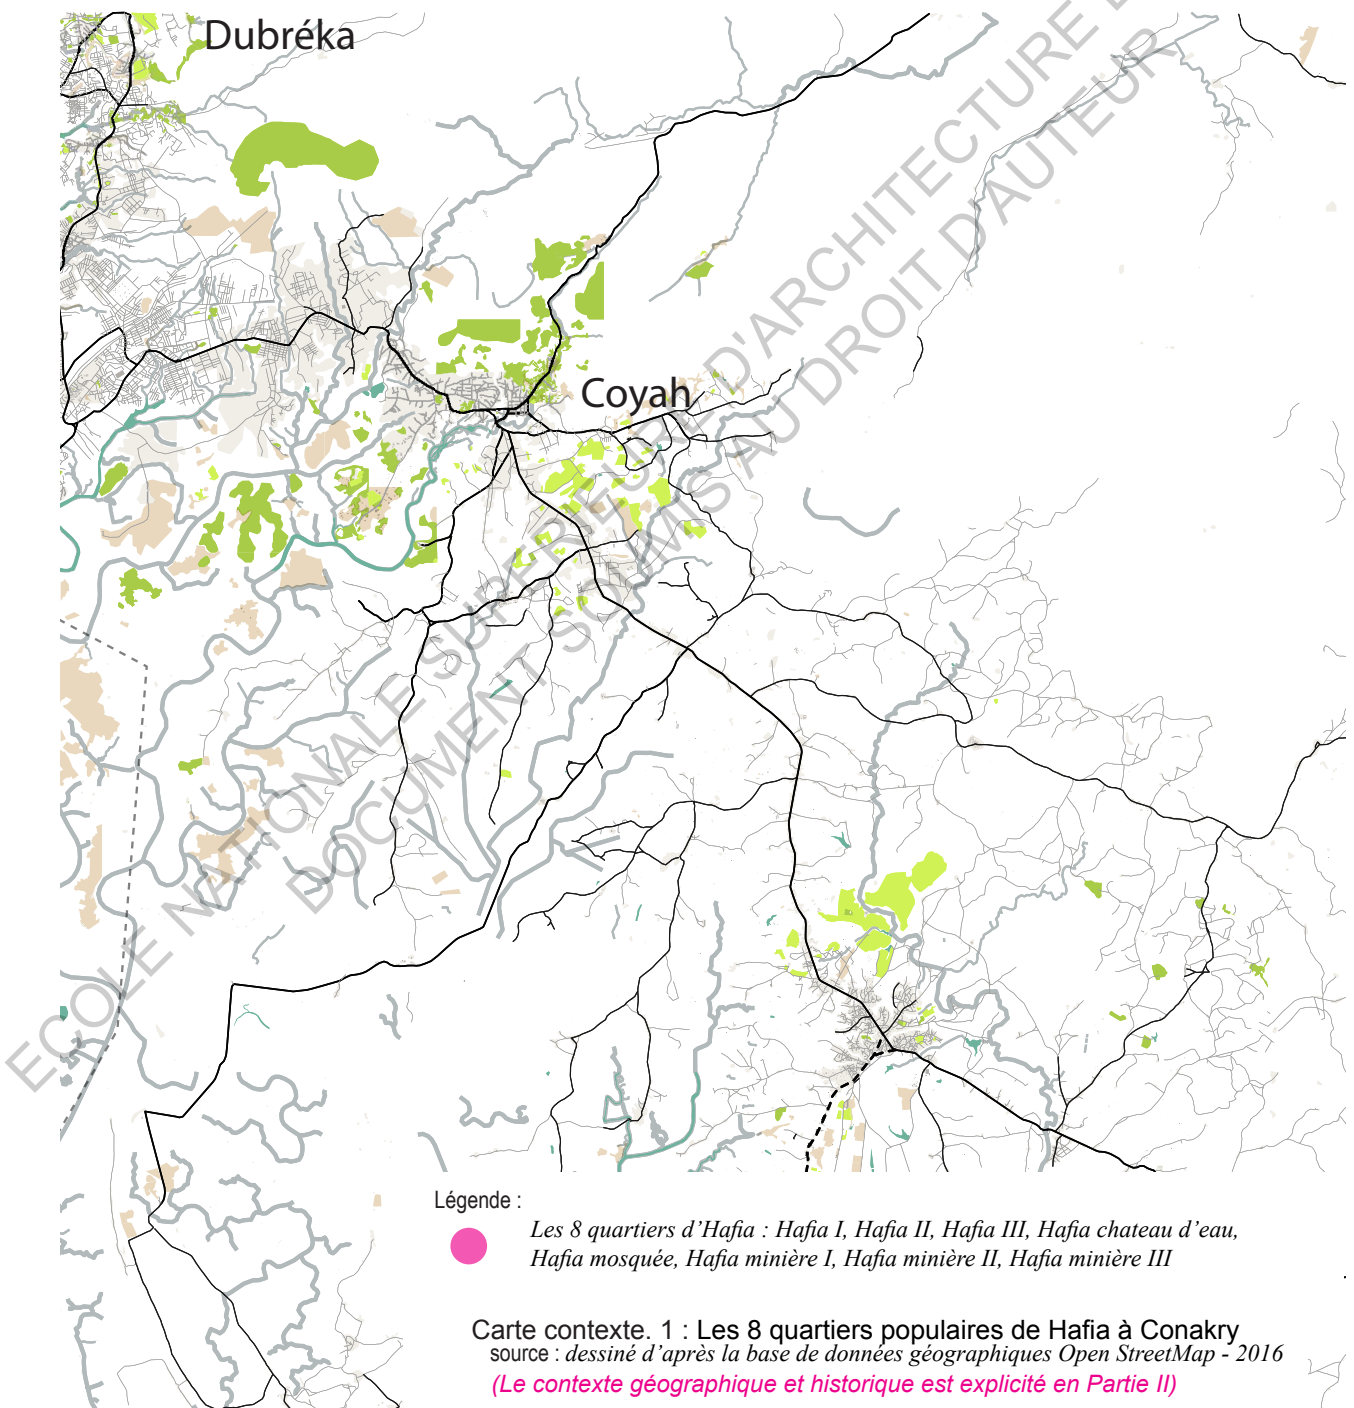 Dubréka
Coyah
ECOLE NATIONALE SUPERIEURE D'ARCHITECTURE D
DOCUMENT SOUMIS AU DROIT D'AUTEUR
Légende :
Les 8 quartiers d’Hafia : Hafia I, Hafia II, Hafia III, Hafia chateau d’eau,
Hafia mosquée, Hafia minière I, Hafia minière II, Hafia minière III
Carte contexte. 1 : Les 8 quartiers populaires de Hafia à Conakry
source : dessiné d’après la base de données géographiques Open StreetMap - 2016
(Le contexte géographique et historique est explicité en Partie II)